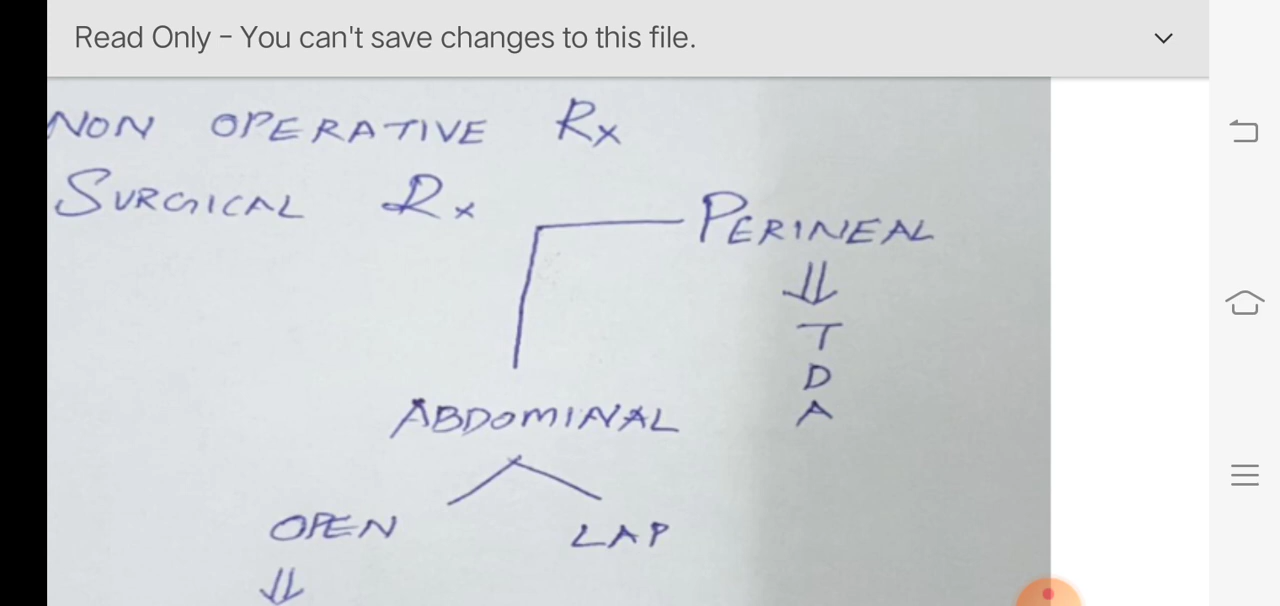 Read Only - You can't save changes to this file.
NON OPERATIVE Rx
SURGICAL Rx
PERINEAL
⇓
T
D
A
ABDOMINAL
OPEN LAP
⇓